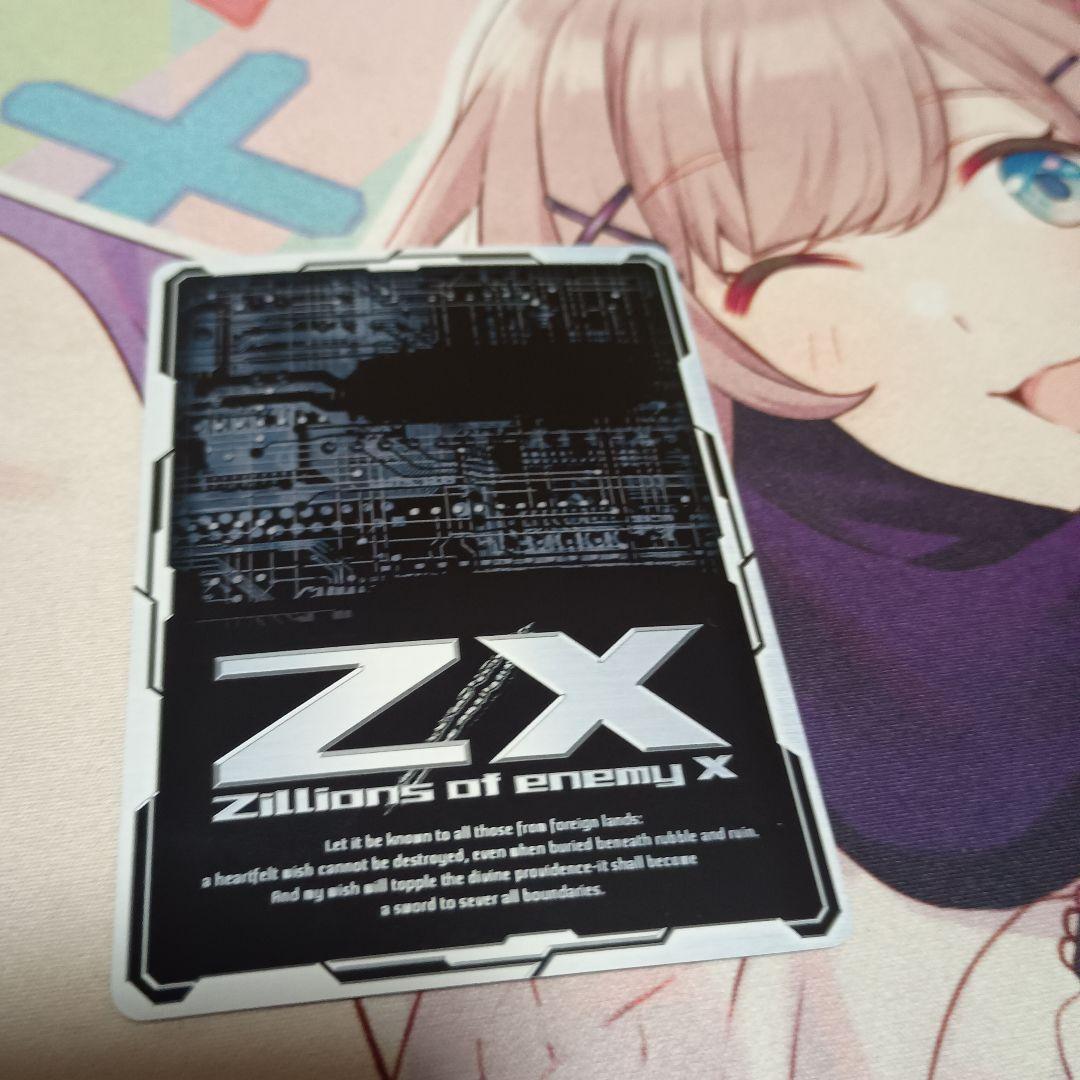 Z/X
Zillions of enemy X
Let it be known to all those from foreign lands:
a heartfelt wish cannot be destroyed, even when buried beneath rubble and ruin.
And my wish will topple the divine providence-it shall become
a sword to sever all boundaries.